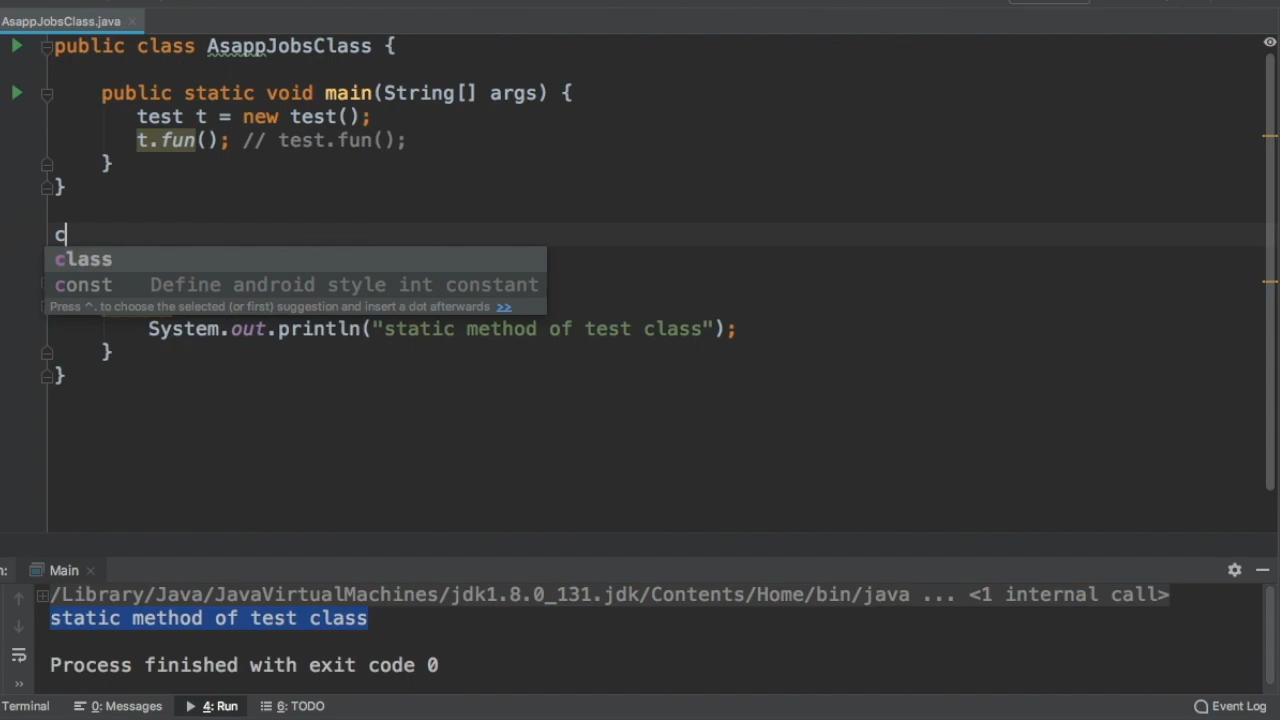 AsappJobsClass.java
public class AsappJobsClass {
public static void main(String[] args) {
test t = new test();
t.fun(); // test.fun();
}
}
c
class
const Define android style int constant
Press ^. to choose the selected (or first) suggestion and insert a dot afterwards >>
System.out.println("static method of test class");
}
}
Main
/Library/Java/JavaVirtualMachines/jdk1.8.0_131.jdk/Contents/Home/bin/java ... <1 internal call>
static method of test class
Process finished with exit code 0
Terminal 0: Messages 4: Run 6: TODO Event Log